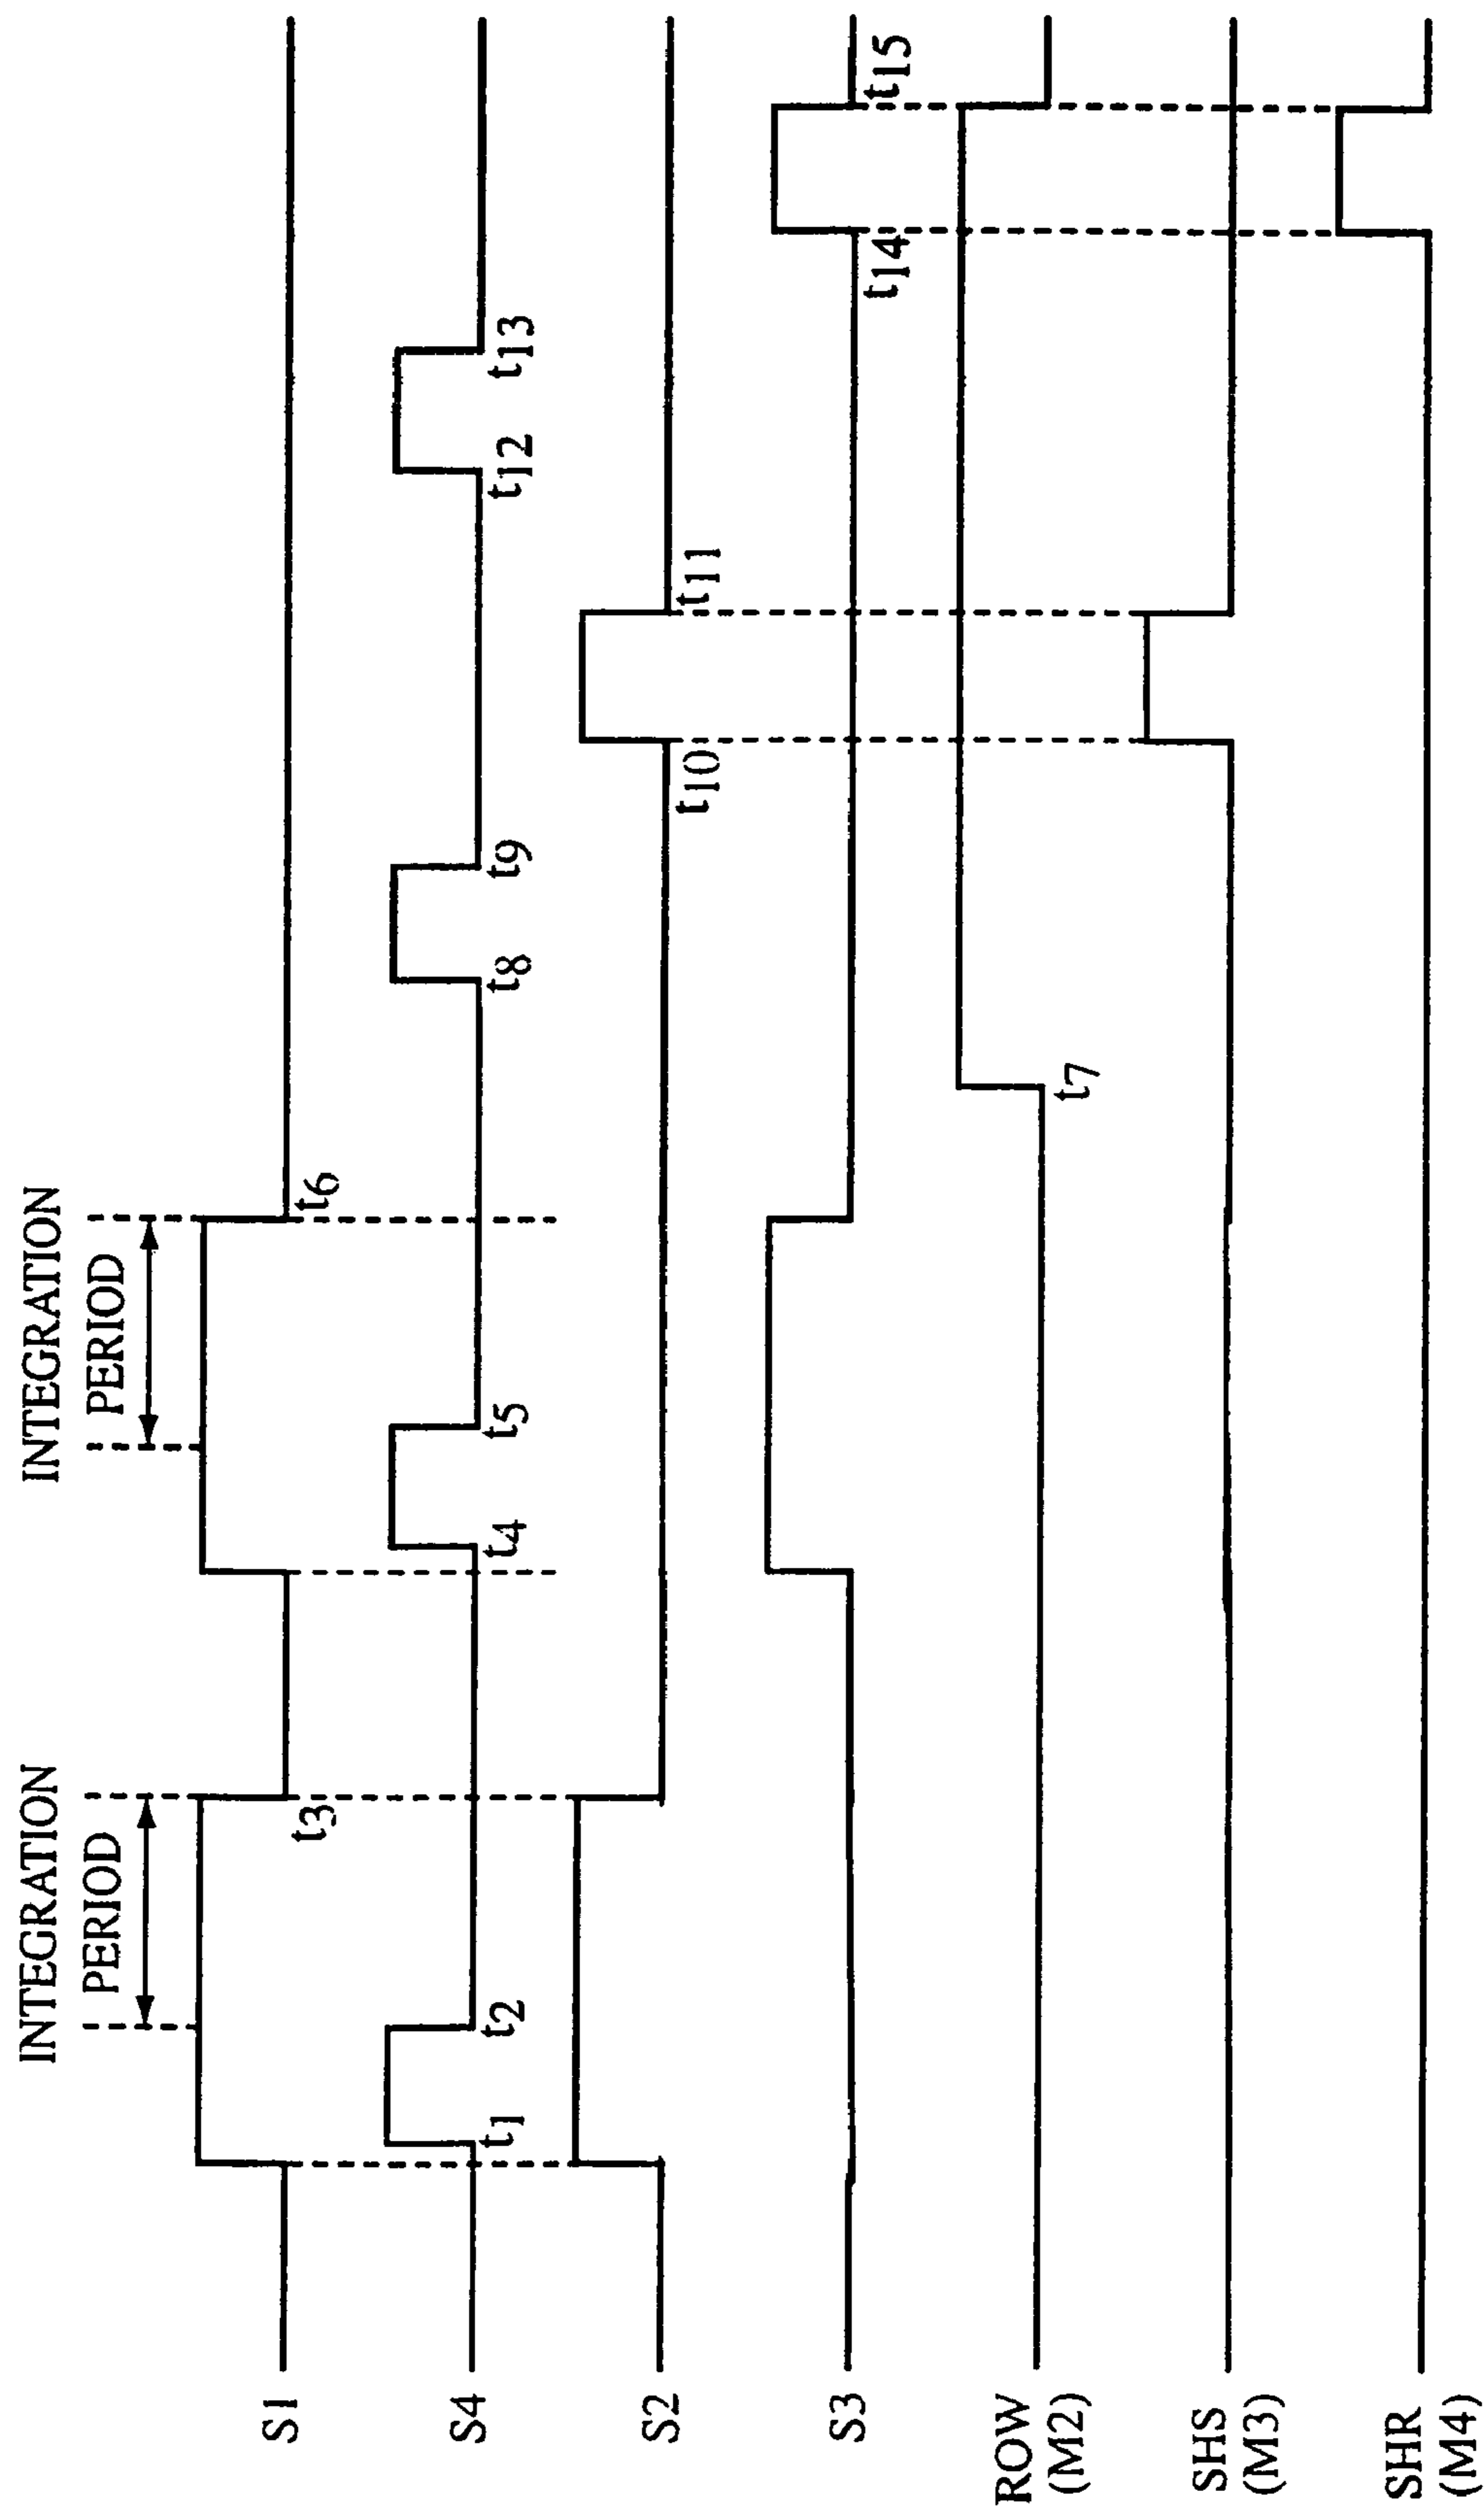 INTEGRATION
PERIOD
INTEGRATION
PERIOD
S1
t3
t6
S4
t1
t2
t4
t5
t8
t9
t12
t13
S2
t10
t11
S3
t14
t15
ROW
(M2)
t7
SHS
(M3)
SHR
(M4)